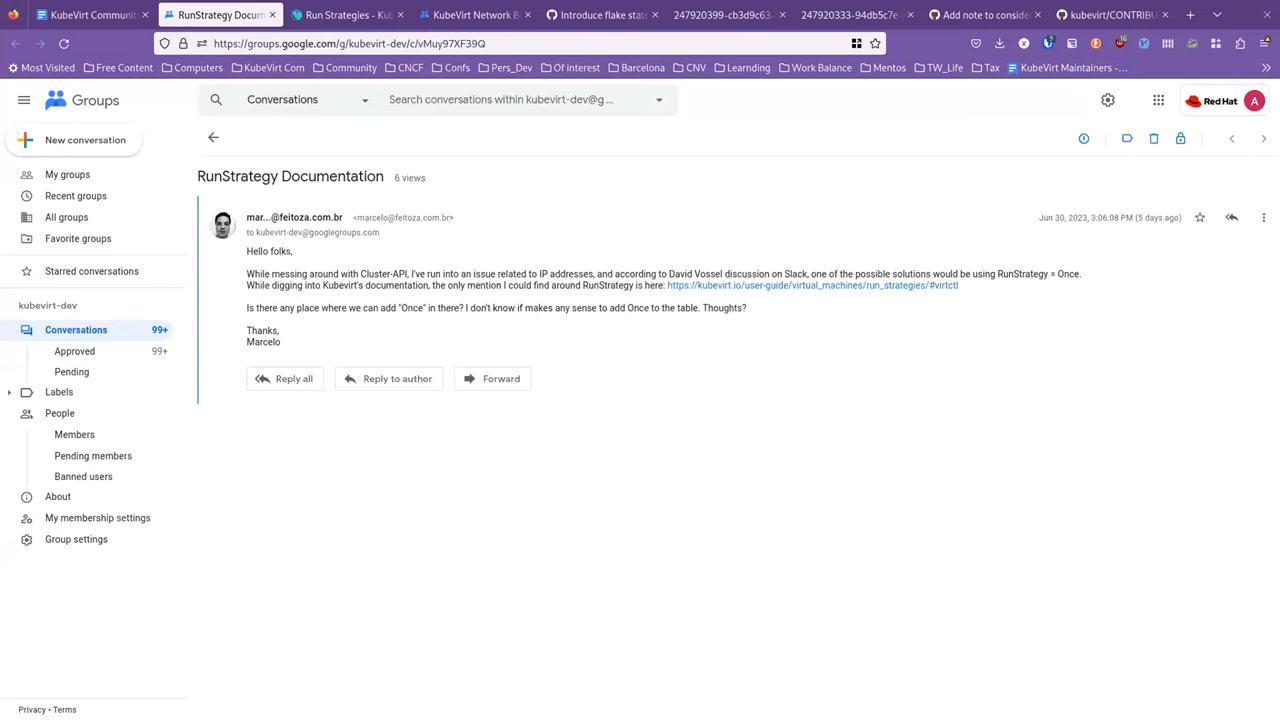 KubeVirt Communi
RunStrategy Docum
Run Strategies - Ku
KubeVirt Network B
Introduce flake stat
247920399-cb3d9c63
247920333-94db5c7e
Add note to conside
kubevirt/CONTRIBU
https://groups.google.com/g/kubevirt-dev/c/vMuy97XF39Q
16
Most Visited
Free Content
Computers
KubeVirt Com
Community
CNCF
Confs
Pers_Dev
Of interest
Barcelona
CNV
Learnding
Work Balance
Mentos
TW_Life
Tax
KubeVirt Maintainers - ...
Groups
Conversations
Search conversations within kubevirt-dev@g ...
Red Hat
A
New conversation
My groups
Recent groups
All groups
Favorite groups
Starred conversations
kubevirt-dev
Conversations 99+
Approved 99+
Pending
Labels
People
Members
Pending members
Banned users
About
My membership settings
Group settings
Privacy • Terms
RunStrategy Documentation 6 views
mar...@feitoza.com.br <marcelo@feitoza.com.br>
Jun 30, 2023, 3:06:08 PM (5 days ago)
to kubevirt-dev@googlegroups.com
Hello folks,
While messing around with Cluster-API, I've run into an issue related to IP addresses, and according to David Vossel discussion on Slack, one of the possible solutions would be using RunStrategy = Once.
While digging into Kubevirt's documentation, the only mention I could find around RunStrategy is here: https://kubevirt.io/user-guide/virtual_machines/run_strategies/#virtctl
Is there any place where we can add "Once" in there? I don't know if makes any sense to add Once to the table. Thoughts?
Thanks,
Marcelo
Reply all
Reply to author
Forward